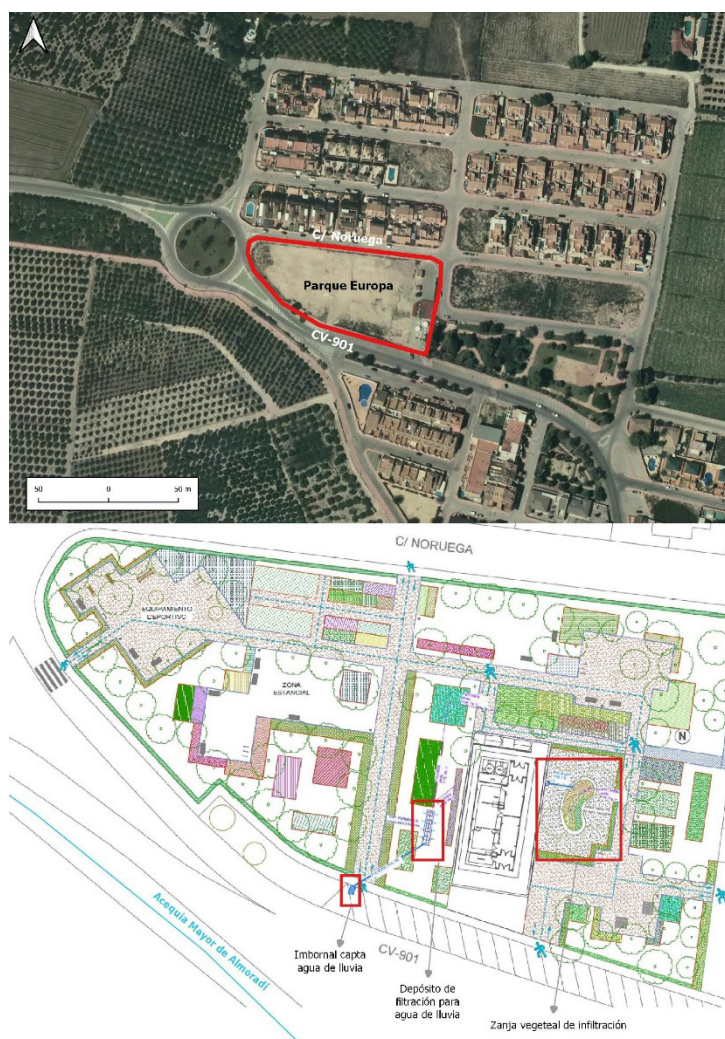 C/ Noruega
Parque Europa
CV-901
50 0 50 m
C/ NORUEGA
EQUIPAMIENTO
DEPORTIVO
ZONA
ESTANCIAL
N
Acequia Mayor de Almoradí
CV-901
Imbornal capta
agua de lluvia
Depósito de
filtración para
agua de lluvia
Zanja vegeteal de infiltración